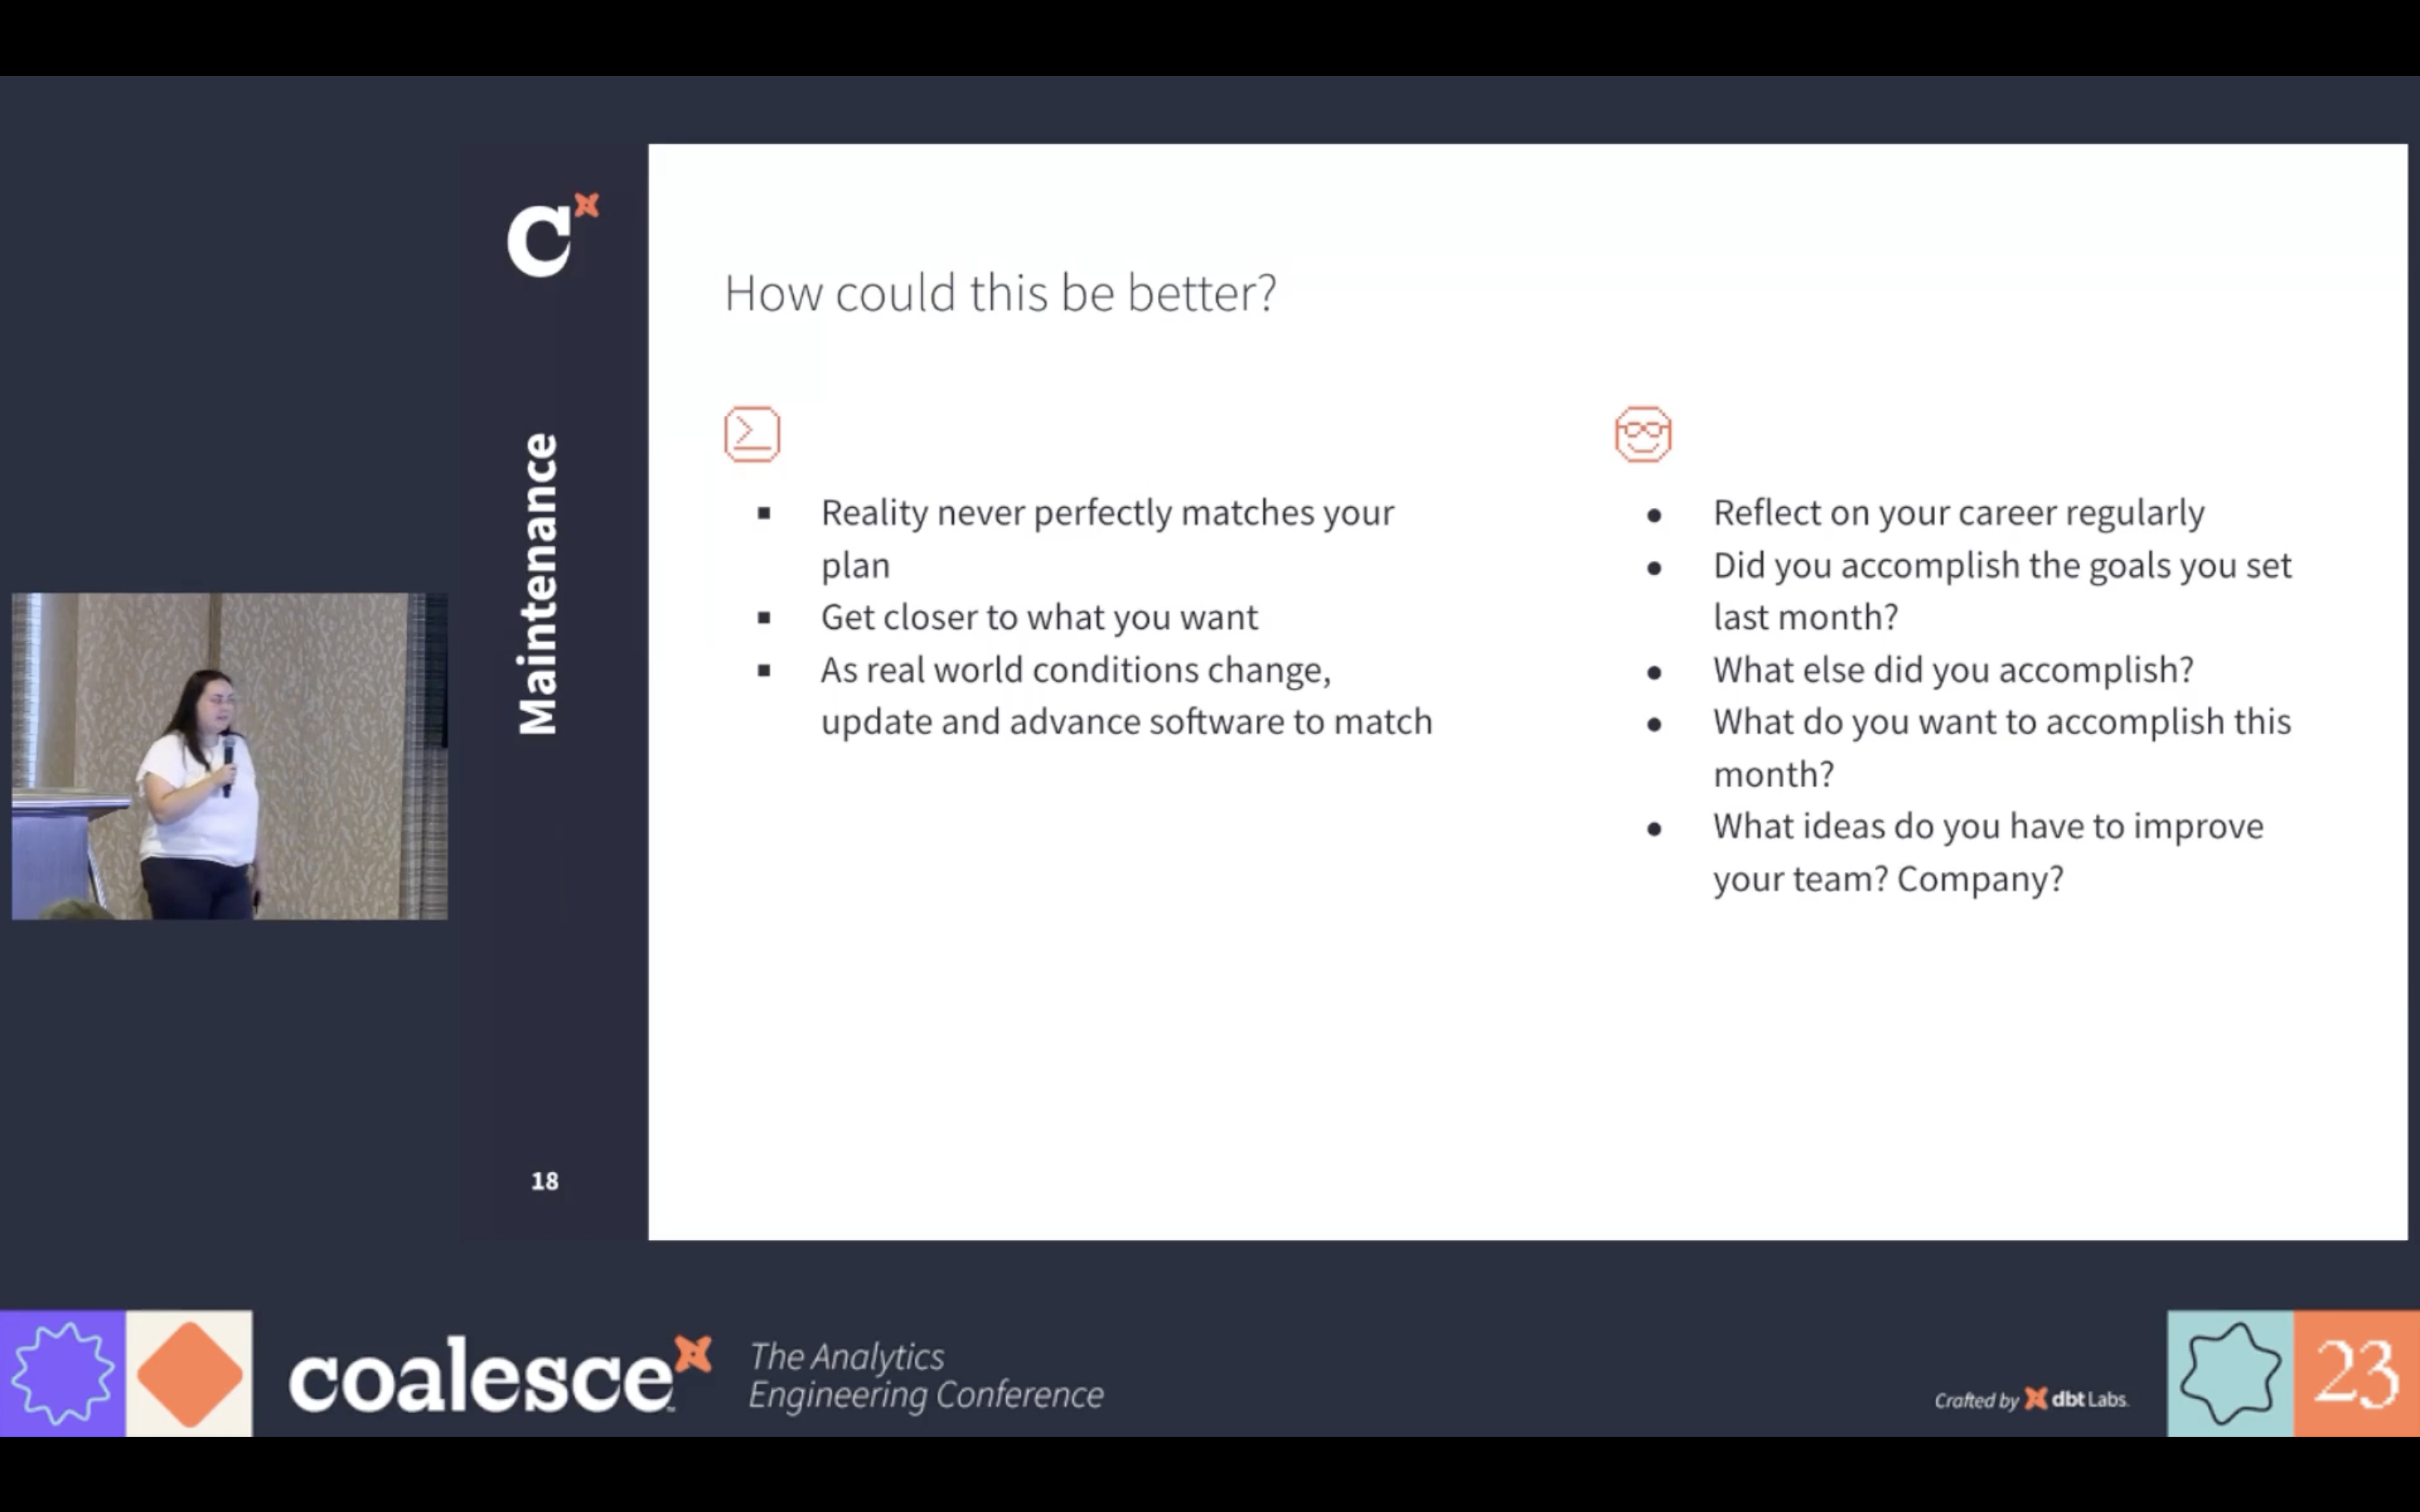 C
Maintenance
18
How could this be better?
Reality never perfectly matches your
plan
Get closer to what you want
As real world conditions change,
update and advance software to match
Reflect on your career regularly
Did you accomplish the goals you set
last month?
What else did you accomplish?
What do you want to accomplish this
month?
What ideas do you have to improve
your team? Company?
coalesce
The Analytics
Engineering Conference
Crafted by dbt Labs.
23